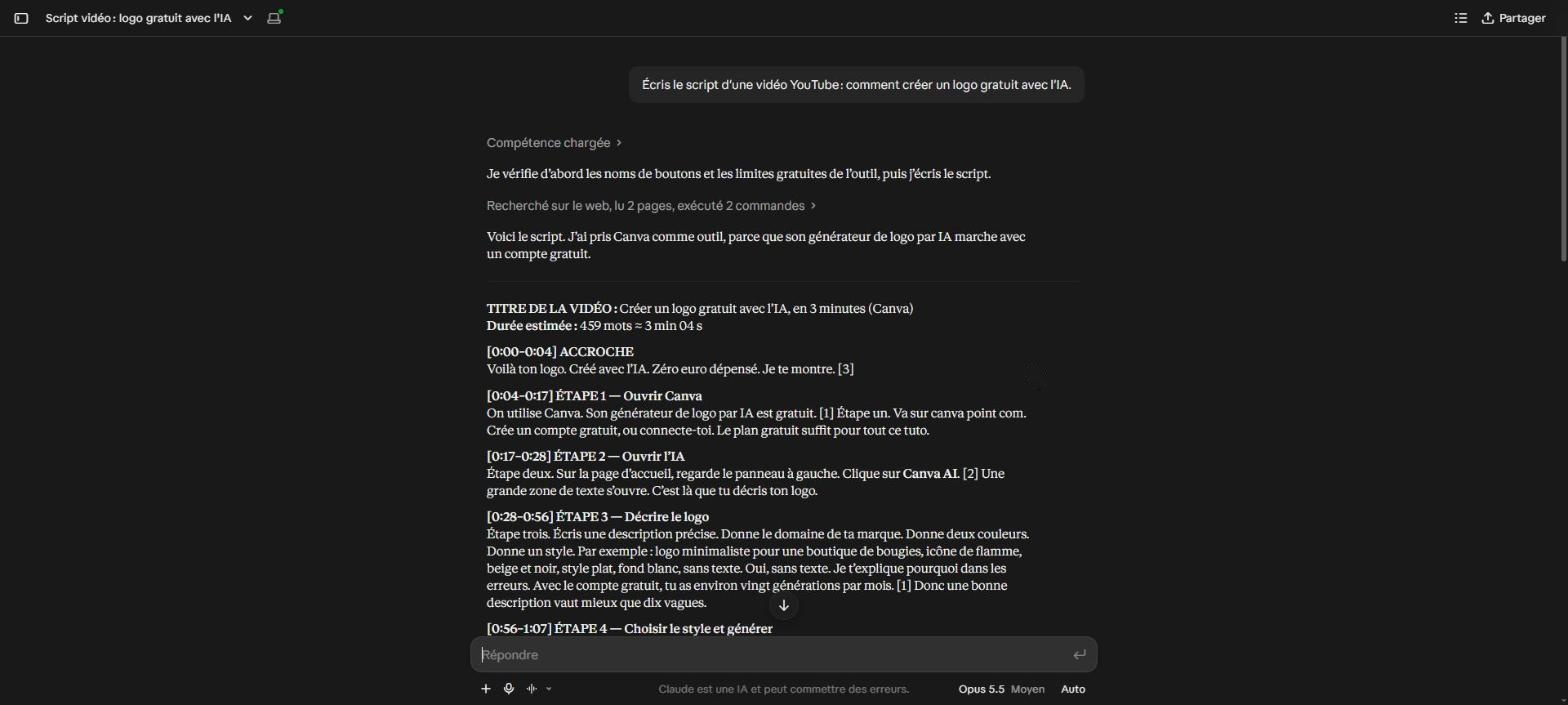 Script vidéo : logo gratuit avec l'IA
Partager
Écris le script d'une vidéo YouTube : comment créer un logo gratuit avec l'IA.
Compétence chargée
Je vérifie d'abord les noms de boutons et les limites gratuites de l'outil, puis j'écris le script.
Recherché sur le web, lu 2 pages, exécuté 2 commandes
Voici le script. J'ai pris Canva comme outil, parce que son générateur de logo par IA marche avec
un compte gratuit.
TITRE DE LA VIDÉO : Créer un logo gratuit avec l'IA, en 3 minutes (Canva)
Durée estimée : 459 mots ≈ 3 min 04 s
[0:00–0:04] ACCROCHE
Voilà ton logo. Créé avec l'IA. Zéro euro dépensé. Je te montre. [3]
[0:04–0:17] ÉTAPE 1 — Ouvrir Canva
On utilise Canva. Son générateur de logo par IA est gratuit. [1] Étape un. Va sur canva point com.
Crée un compte gratuit, ou connecte-toi. Le plan gratuit suffit pour tout ce tuto.
[0:17–0:28] ÉTAPE 2 — Ouvrir l'IA
Étape deux. Sur la page d'accueil, regarde le panneau à gauche. Clique sur Canva AI. [2] Une
grande zone de texte s'ouvre. C'est là que tu décris ton logo.
[0:28–0:56] ÉTAPE 3 — Décrire le logo
Étape trois. Écris une description précise. Donne le domaine de ta marque. Donne deux couleurs.
Donne un style. Par exemple : logo minimaliste pour une boutique de bougies, icône de flamme,
beige et noir, style plat, fond blanc, sans texte. Oui, sans texte. Je t'explique pourquoi dans les
erreurs. Avec le compte gratuit, tu as environ vingt générations par mois. [1] Donc une bonne
description vaut mieux que dix vagues.
[0:56–1:07] ÉTAPE 4 — Choisir le style et générer
Répondre
Claude est une IA et peut commettre des erreurs.
Opus 5.5 Moyen
Auto